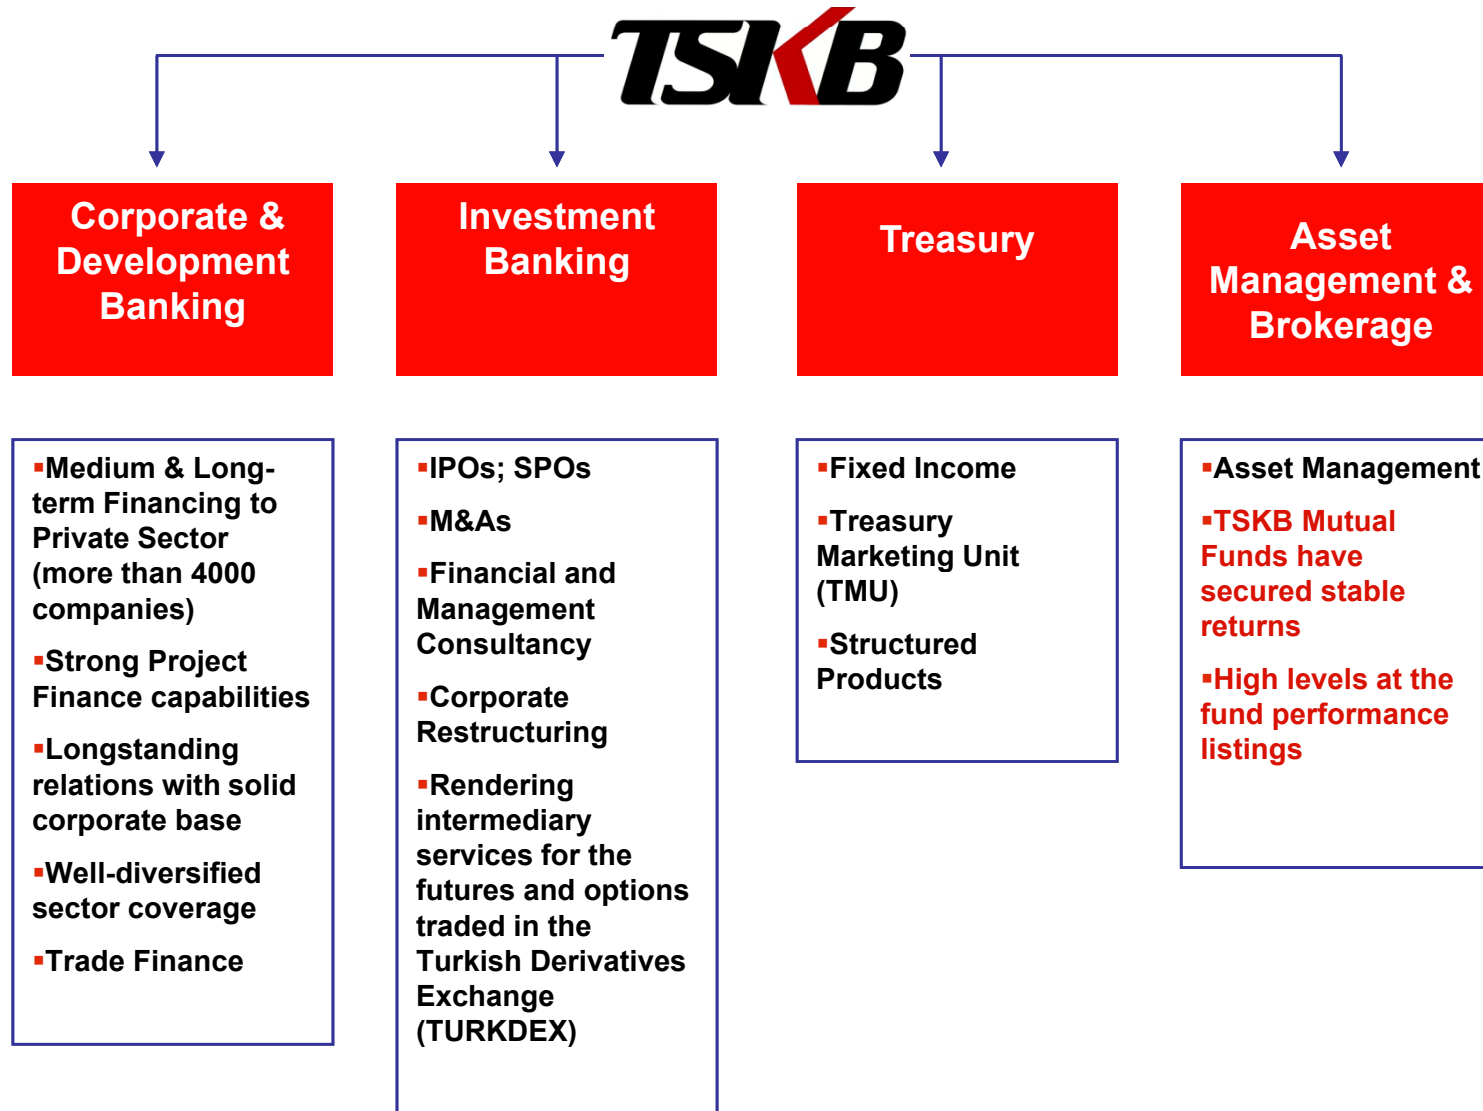 TSKB
Corporate &
Development
Banking
Investment
Banking
Treasury
Asset
Management &
Brokerage
▪Medium & Long-
term Financing to
Private Sector
(more than 4000
companies)
▪Strong Project
Finance capabilities
▪Longstanding
relations with solid
corporate base
▪Well-diversified
sector coverage
▪Trade Finance
▪IPOs; SPOs
▪M&As
▪Financial and
Management
Consultancy
▪Corporate
Restructuring
▪Rendering
intermediary
services for the
futures and options
traded in the
Turkish Derivatives
Exchange
(TURKDEX)
▪Fixed Income
▪Treasury
Marketing Unit
(TMU)
▪Structured
Products
▪Asset Management
▪TSKB Mutual
Funds have
secured stable
returns
▪High levels at the
fund performance
listings